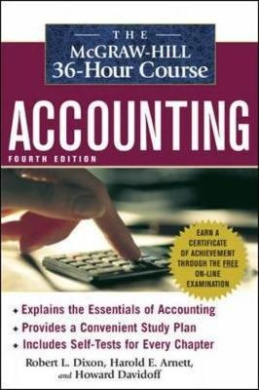 THE
McGRAW-HILL
36-Hour Course
ACCOUNTING
FOURTH EDITION
EARN A
CERTIFICATE
OF ACHIEVEMENT
THROUGH THE FREE
ON-LINE
EXAMINATION
Explains the Essentials of Accounting
Provides a Convenient Study Plan
Includes Self-Tests for Every Chapter
Robert L. Dixon, Harold E. Arnett,
and Howard Davidoff